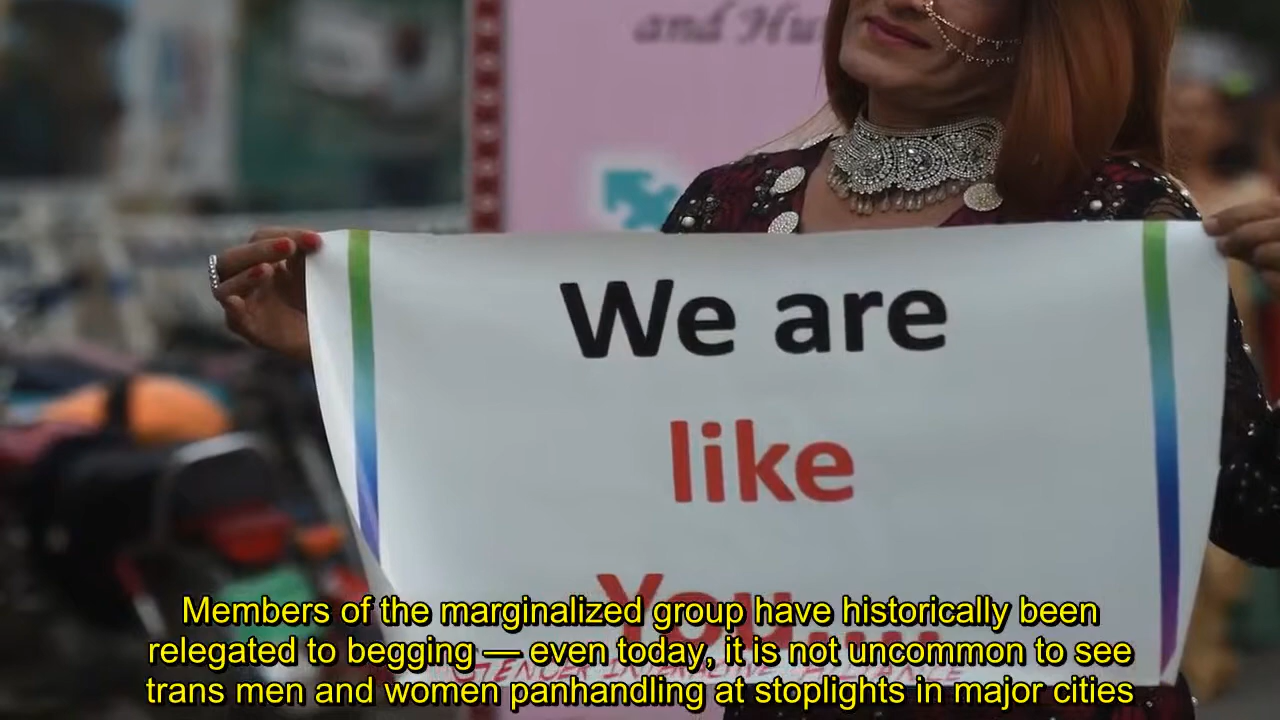 and Hu
We are
like
You....
Members of the marginalized group have historically been
relegated to begging — even today, it is not uncommon to see
trans men and women panhandling at stoplights in major cities